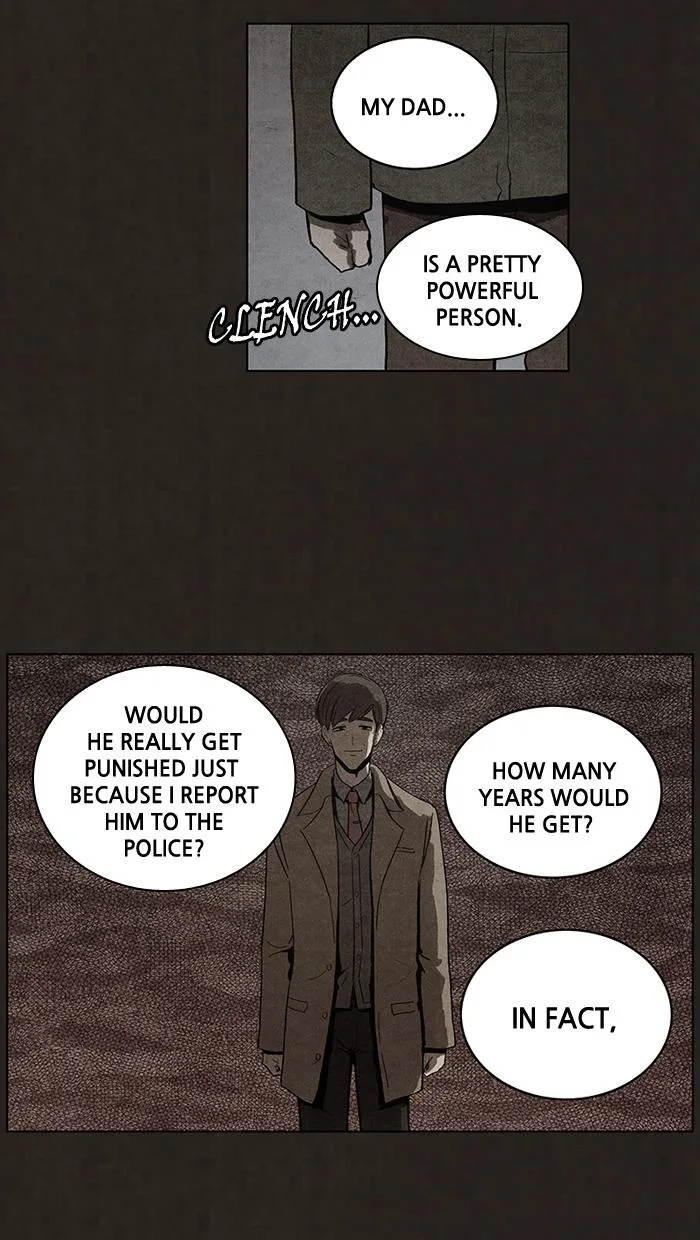 MY DAD...
IS A PRETTY
POWERFUL
PERSON.
CLENCH...
WOULD
HE REALLY GET
PUNISHED JUST
BECAUSE I REPORT
HIM TO THE
POLICE?
HOW MANY
YEARS WOULD
HE GET?
IN FACT,